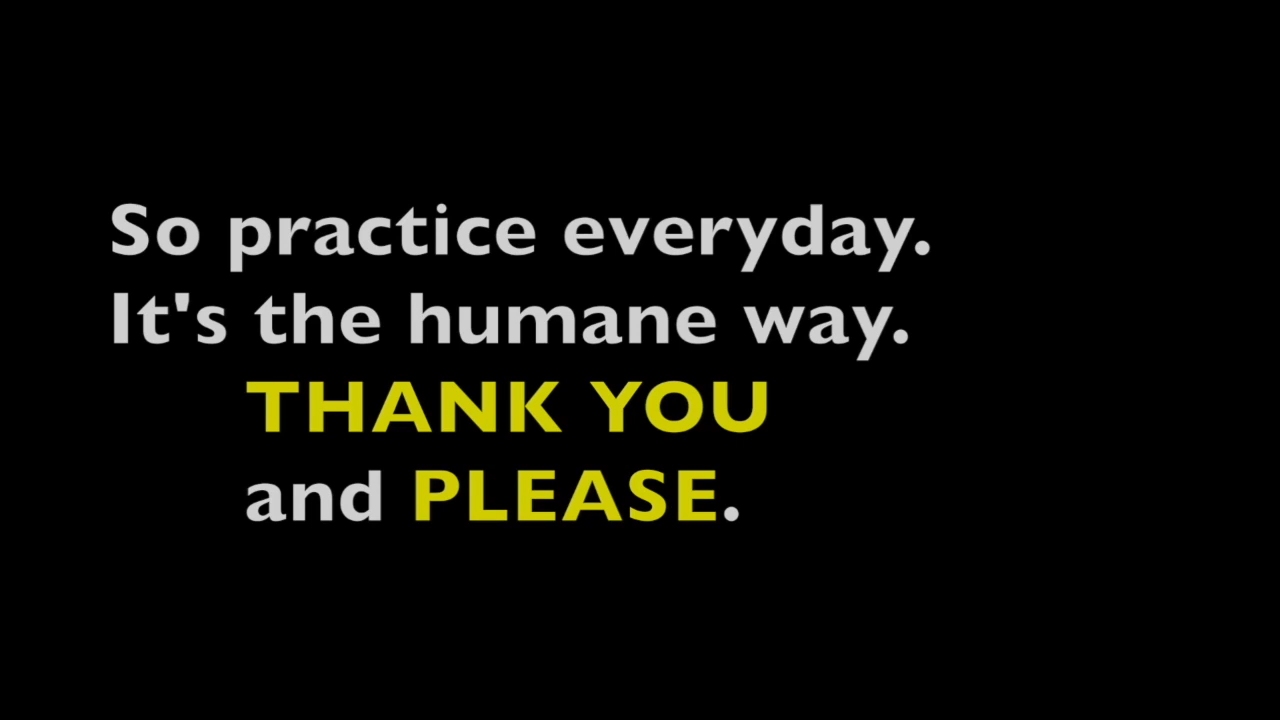 So practice everyday.
It's the humane way.
THANK YOU
and PLEASE.